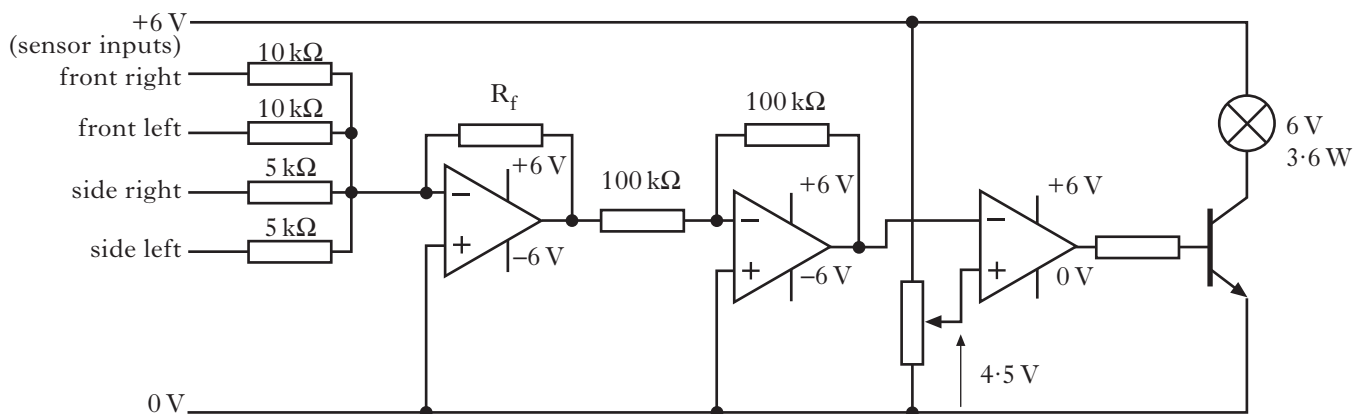 +6 V
(sensor inputs)
front right
10 kΩ
front left
10 kΩ
side right
5 kΩ
side left
5 kΩ
R_f
+6 V
−
+
–6 V
100 kΩ
100 kΩ
+6 V
−
+
–6 V
+6 V
−
+
0 V
4·5 V
6 V
3·6 W
0 V